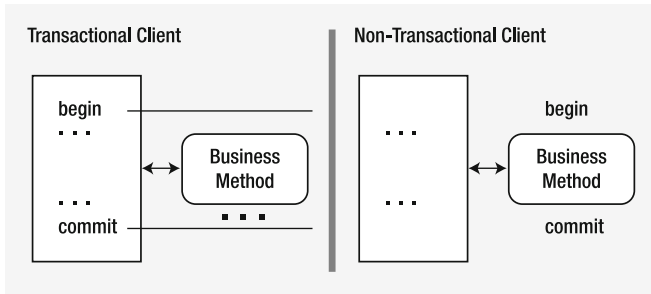 Transactional Client
begin
...
Business
Method
...
commit
...
Non-Transactional Client
...
begin
Business
Method
...
commit